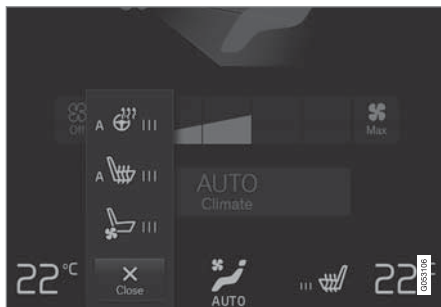 Off
Max
A III
A III
III
AUTO
Climate
22°C
Close
AUTO
III
22°
G053106